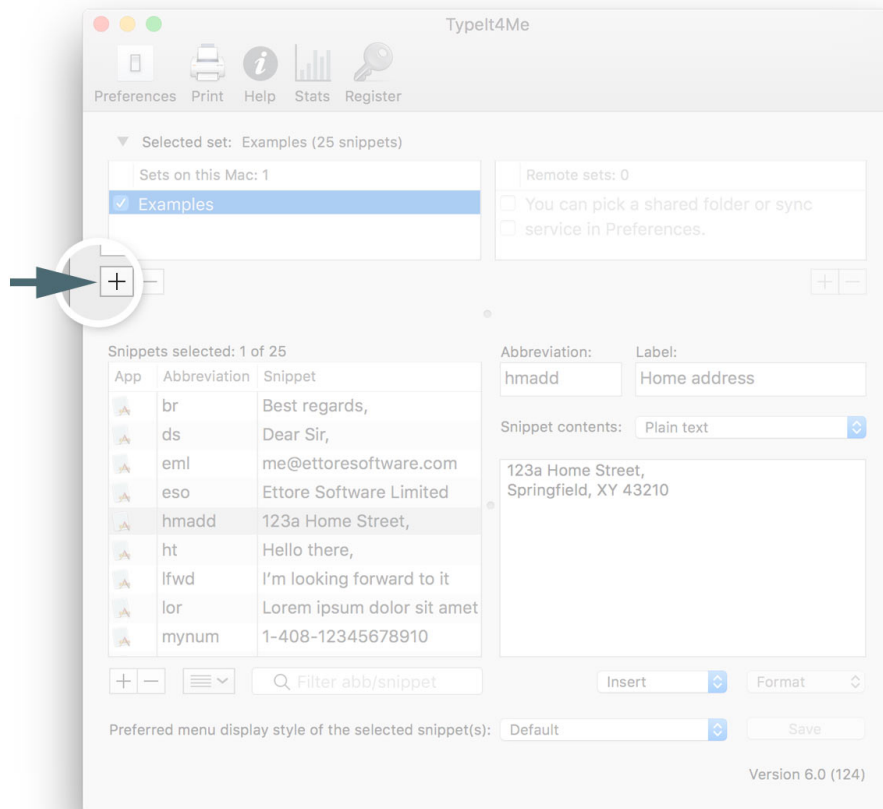 TypeIt4Me
Preferences Print Help Stats Register
Selected set: Examples (25 snippets)
Sets on this Mac: 1
Examples
Remote sets: 0
You can pick a shared folder or sync
service in Preferences.
+ −
+ −
Snippets selected: 1 of 25
App Abbreviation Snippet
br Best regards,
ds Dear Sir,
eml me@ettoresoftware.com
eso Ettore Software Limited
hmadd 123a Home Street,
ht Hello there,
lfwd I'm looking forward to it
lor Lorem ipsum dolor sit amet
mynum 1-408-12345678910
Abbreviation: Label:
hmadd Home address
Snippet contents: Plain text
123a Home Street,
Springfield, XY 43210
+ −
Filter abb/snippet
Insert Format
Preferred menu display style of the selected snippet(s): Default Save
Version 6.0 (124)